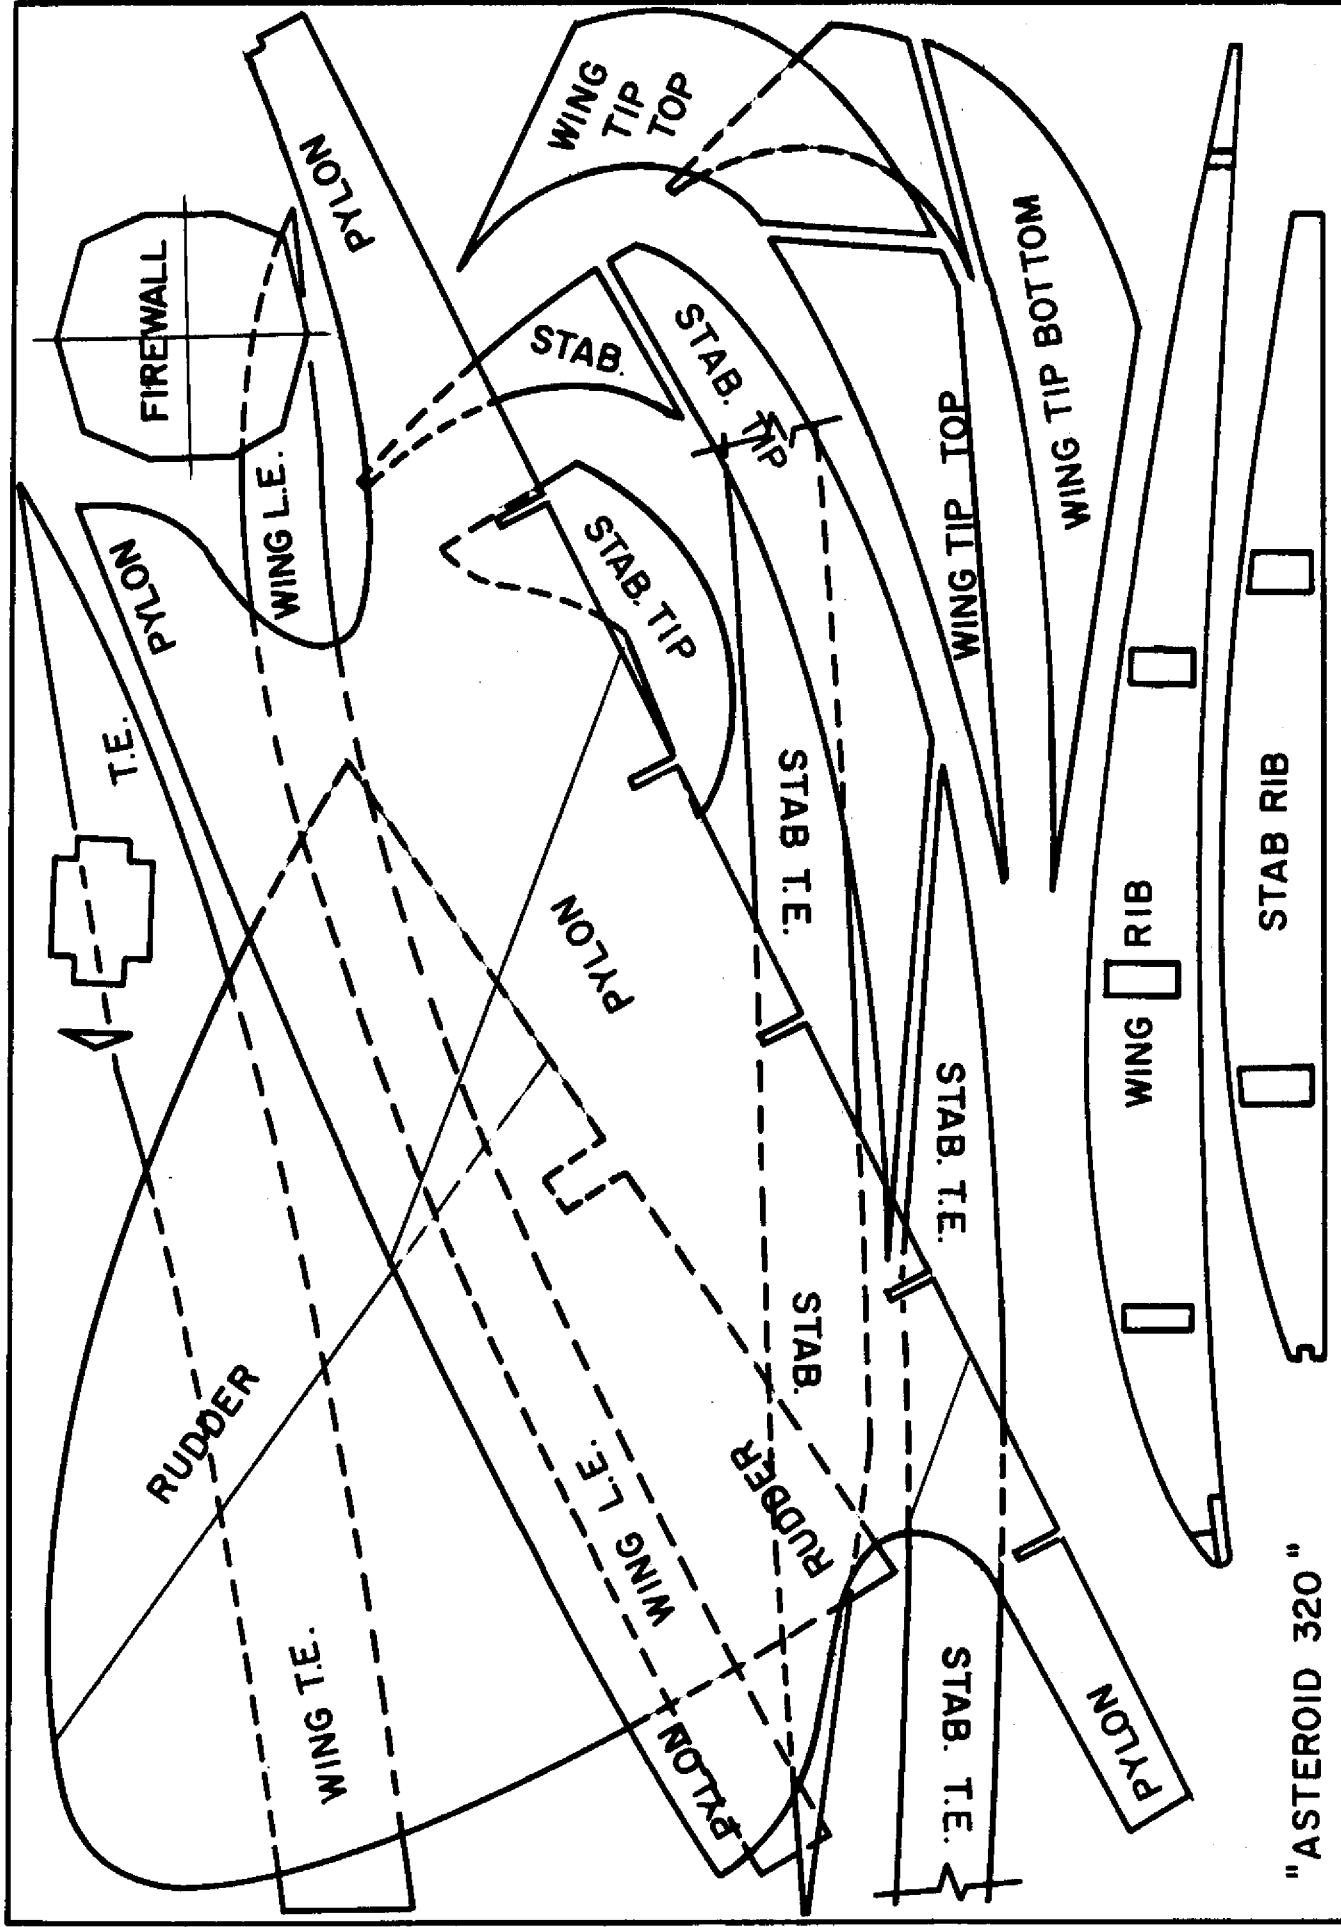 PYLON
WING
TIP
TOP
FIREWALL
STAB.
STAB. TIP
WING L.E.
PYLON
STAB. TIP
WING TIP TOP
WING TIP BOTTOM
T.E.
STAB T.E.
PYLON
WING RIB
STAB RIB
STAB. T.E.
STAB.
RUDDER
WING L.E.
RUDDER
WING T.E.
PYLON
STAB. T.E.
PYLON
"ASTEROID 320"